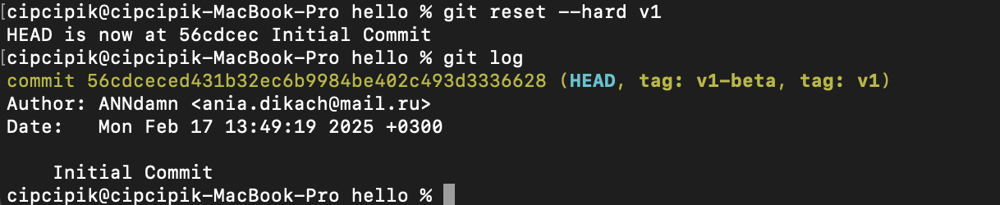 [cipcipik@cipcipik-MacBook-Pro hello % git reset --hard v1
HEAD is now at 56cdcec Initial Commit
[cipcipik@cipcipik-MacBook-Pro hello % git log
commit 56cdceced431b32ec6b9984be402c493d3336628 (HEAD, tag: v1-beta, tag: v1)
Author: ANNdamn <ania.dikach@mail.ru>
Date:   Mon Feb 17 13:49:19 2025 +0300
    Initial Commit
cipcipik@cipcipik-MacBook-Pro hello %